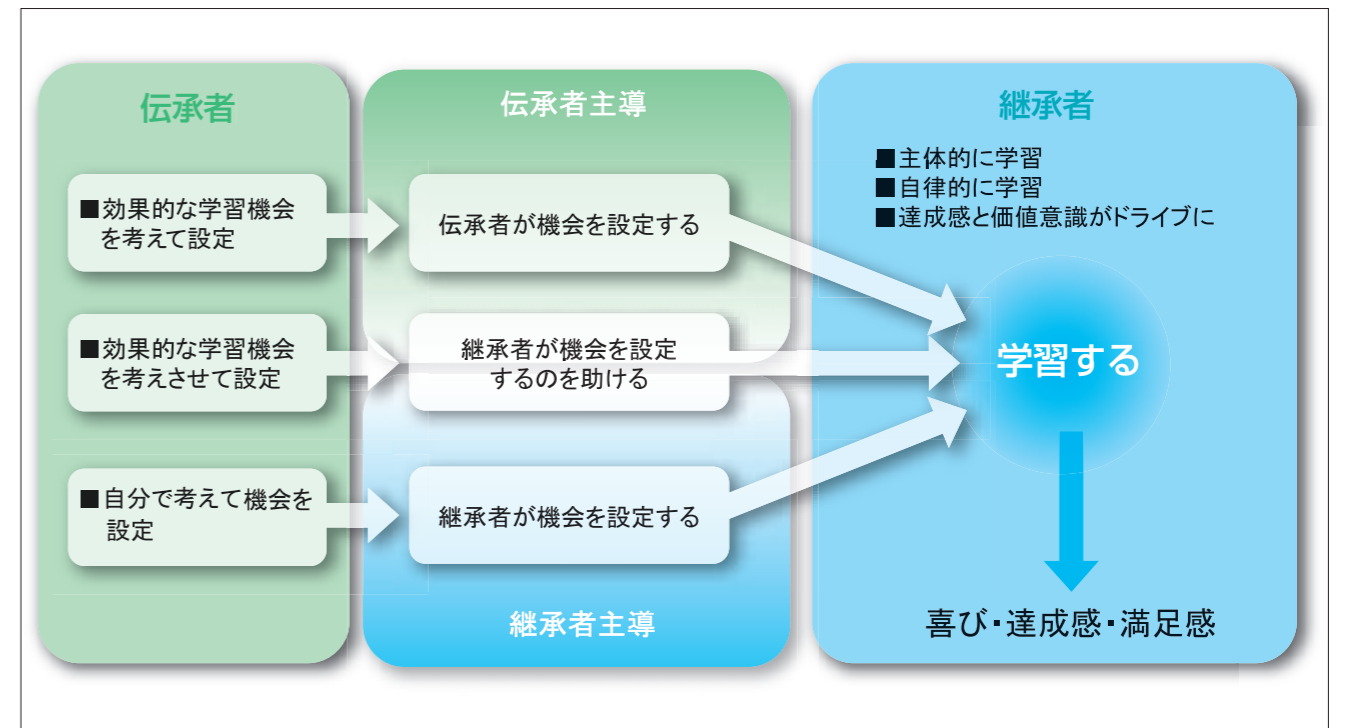 伝承者
■効果的な学習機会
を考えて設定
■効果的な学習機会
を考えさせて設定
■自分で考えて機会を
設定
伝承者主導
伝承者が機会を設定する
継承者が機会を設定
するのを助ける
継承者が機会を設定する
継承者主導
継承者
■主体的に学習
■自律的に学習
■達成感と価値意識がドライブに
学習する
喜び・達成感・満足感